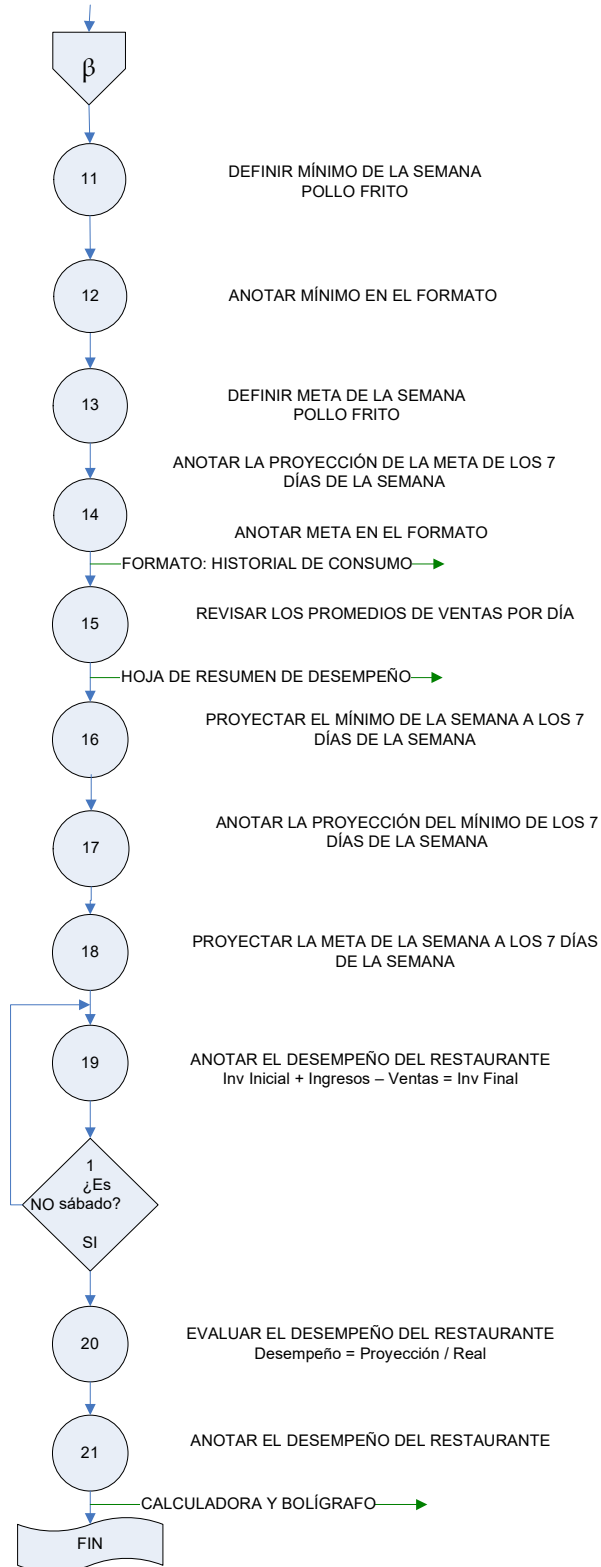 β
11
DEFINIR MÍNIMO DE LA SEMANA
POLLO FRITO
12
ANOTAR MÍNIMO EN EL FORMATO
13
DEFINIR META DE LA SEMANA
POLLO FRITO
ANOTAR LA PROYECCIÓN DE LA META DE LOS 7
DÍAS DE LA SEMANA
14
ANOTAR META EN EL FORMATO
FORMATO: HISTORIAL DE CONSUMO
15
REVISAR LOS PROMEDIOS DE VENTAS POR DÍA
HOJA DE RESUMEN DE DESEMPEÑO
16
PROYECTAR EL MÍNIMO DE LA SEMANA A LOS 7
DÍAS DE LA SEMANA
17
ANOTAR LA PROYECCIÓN DEL MÍNIMO DE LOS 7
DÍAS DE LA SEMANA
18
PROYECTAR LA META DE LA SEMANA A LOS 7 DÍAS
DE LA SEMANA
19
ANOTAR EL DESEMPEÑO DEL RESTAURANTE
Inv Inicial + Ingresos – Ventas = Inv Final
1
¿Es
NO sábado?
SI
20
EVALUAR EL DESEMPEÑO DEL RESTAURANTE
Desempeño = Proyección / Real
21
ANOTAR EL DESEMPEÑO DEL RESTAURANTE
CALCULADORA Y BOLÍGRAFO
FIN